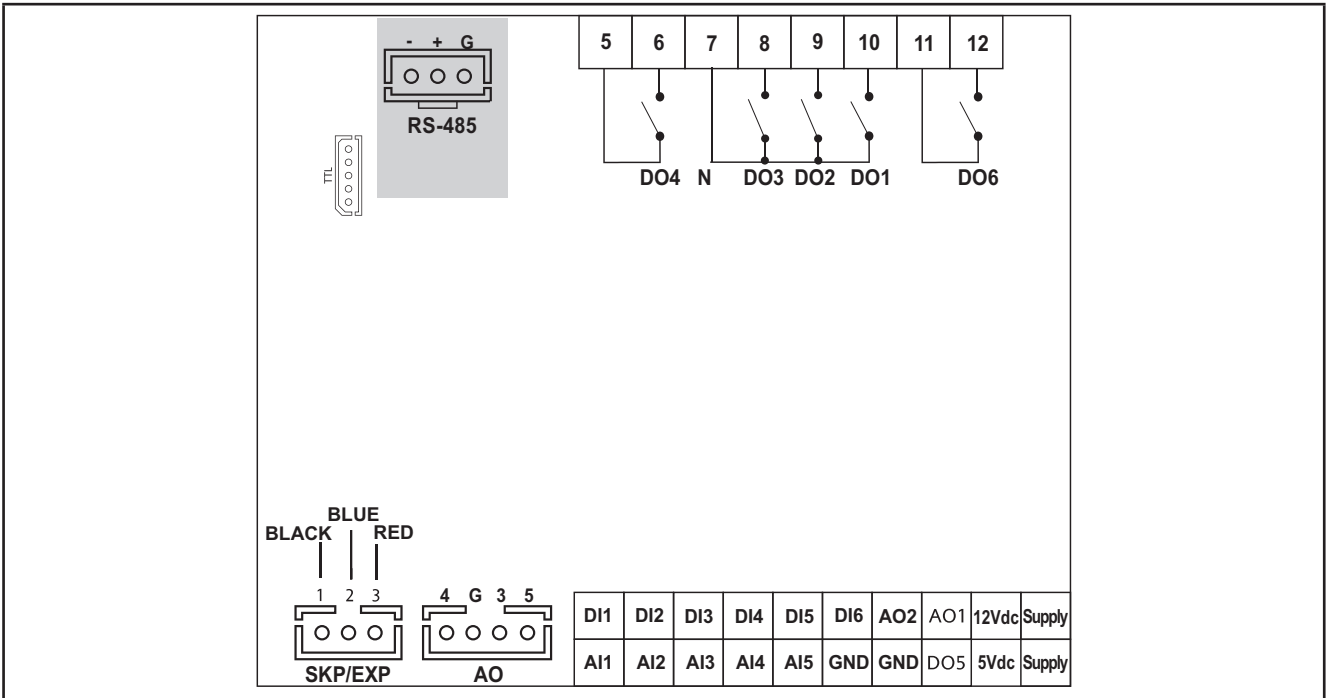 - + G
RS-485
TTL
5 6 7 8 9 10 11 12
DO4 N DO3 DO2 DO1 DO6
BLUE
BLACK RED
1 2 3
SKP/EXP
4 G 3 5
AO
DI1 DI2 DI3 DI4 DI5 DI6 AO2 AO1 12Vdc Supply
AI1 AI2 AI3 AI4 AI5 GND GND DO5 5Vdc Supply